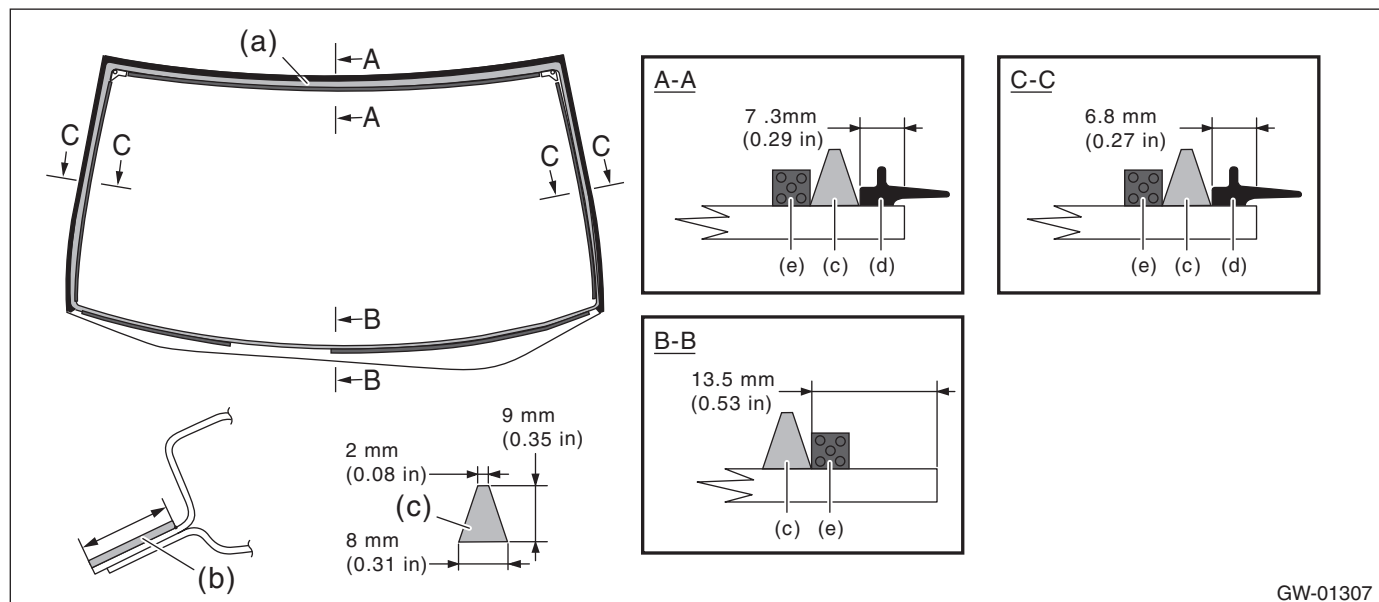 (a)
A
A
C
C
C
C
B
B
(b)
2 mm
(0.08 in)
9 mm
(0.35 in)
(c)
8 mm
(0.31 in)
A-A
7 .3mm
(0.29 in)
(e) (c) (d)
C-C
6.8 mm
(0.27 in)
(e) (c) (d)
B-B
13.5 mm
(0.53 in)
(c) (e)
GW-01307